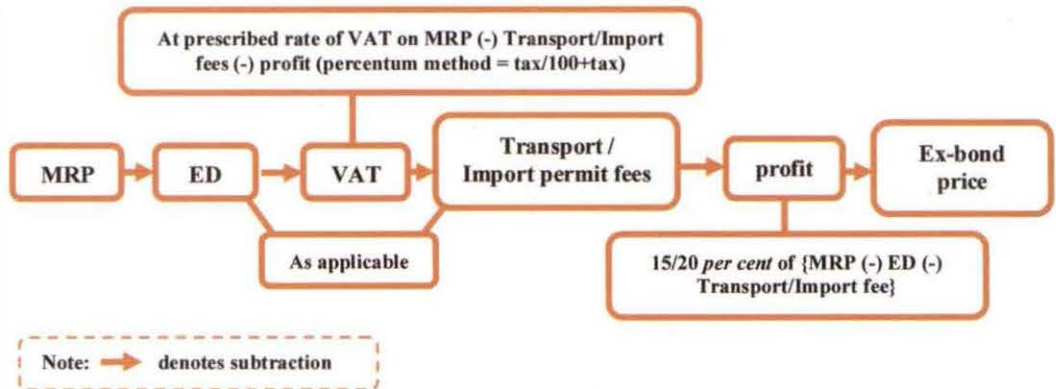 At prescribed rate of VAT on MRP (-) Transport/Import
fees (-) profit (percentum method = tax/100+tax)
MRP
ED
VAT
Transport /
Import permit fees
profit
Ex-bond
price
As applicable
15/20 per cent of {MRP (-) ED (-)
Transport/Import fee}
Note: denotes subtraction